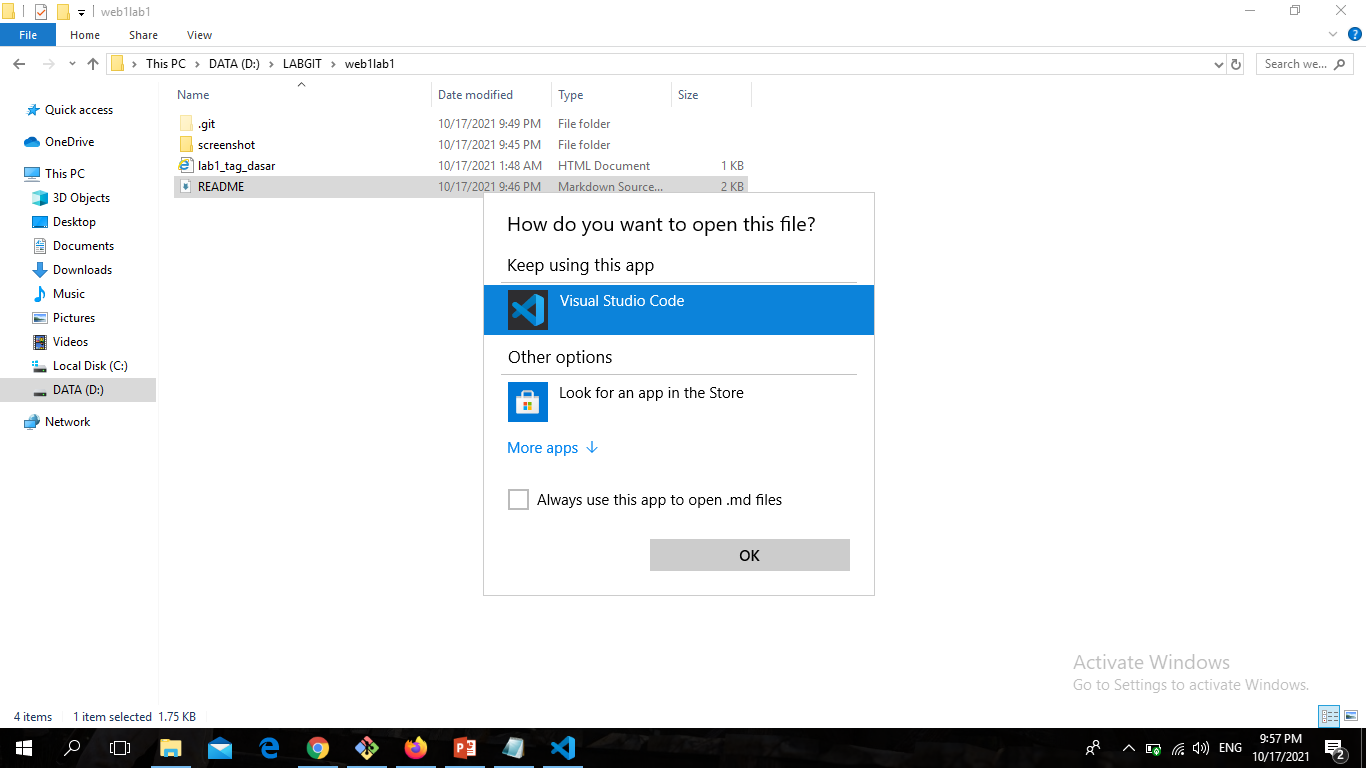 web1lab1
File Home Share View
This PC DATA (D:) LABGIT web1lab1
Search we...
Name Date modified Type Size
.git 10/17/2021 9:49 PM File folder
screenshot 10/17/2021 9:45 PM File folder
lab1_tag_dasar 10/17/2021 1:48 AM HTML Document 1 KB
README 10/17/2021 9:46 PM Markdown Source... 2 KB
Quick access
OneDrive
This PC
3D Objects
Desktop
Documents
Downloads
Music
Pictures
Videos
Local Disk (C:)
DATA (D:)
Network
How do you want to open this file?
Keep using this app
Visual Studio Code
Other options
Look for an app in the Store
More apps
Always use this app to open .md files
OK
Activate Windows
Go to Settings to activate Windows.
4 items 1 item selected 1.75 KB
ENG
9:57 PM
10/17/2021
2